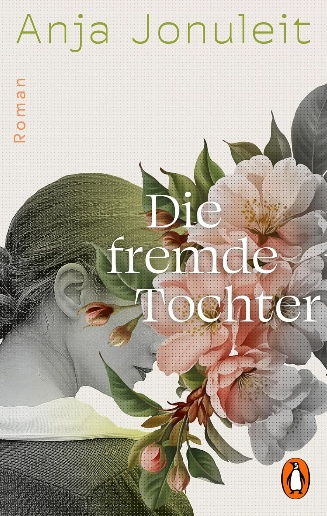 Anja Jonuleit
Roman
Die
fremde
Tochter